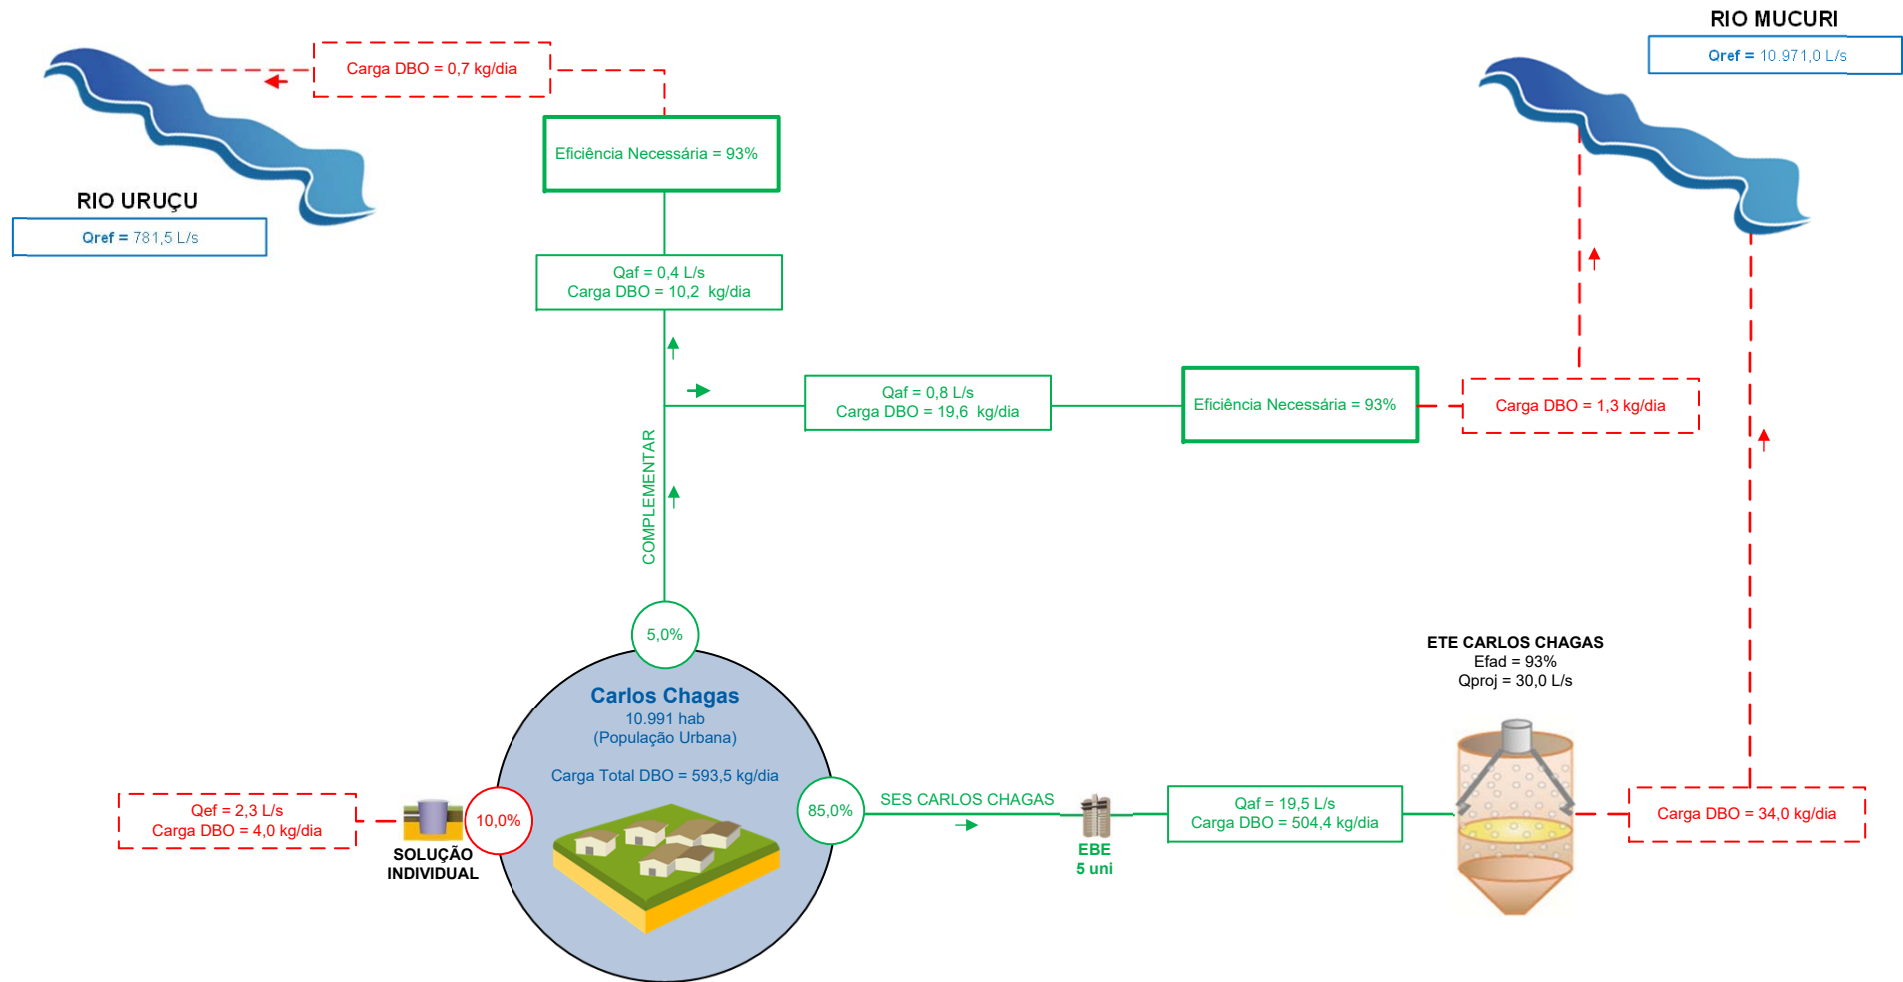 RIO MUCURI
Qref = 10.971,0 L/s
Carga DBO = 0,7 kg/dia
Eficiência Necessária = 93%
RIO URUÇU
Qref = 781,5 L/s
Qaf = 0,4 L/s
Carga DBO = 10,2 kg/dia
Qaf = 0,8 L/s
Carga DBO = 19,6 kg/dia
Eficiência Necessária = 93%
Carga DBO = 1,3 kg/dia
COMPLEMENTAR
5,0%
ETE CARLOS CHAGAS
Efad = 93%
Qproj = 30,0 L/s
Carlos Chagas
10.991 hab
(População Urbana)
Carga Total DBO = 593,5 kg/dia
Qef = 2,3 L/s
Carga DBO = 4,0 kg/dia
SOLUÇÃO
INDIVIDUAL
10,0%
85,0%
SES CARLOS CHAGAS
EBE
5 uni
Qaf = 19,5 L/s
Carga DBO = 504,4 kg/dia
Carga DBO = 34,0 kg/dia